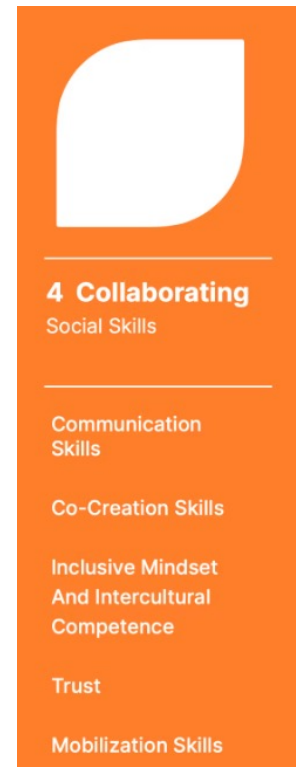 4 Collaborating
Social Skills
Communication
Skills
Co-Creation Skills
Inclusive Mindset
And Intercultural
Competence
Trust
Mobilization Skills